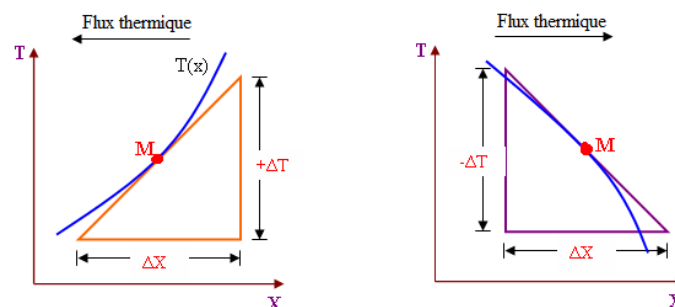 Flux thermique
T
T(x)
M
+ΔT
ΔX
X
Flux thermique
T
M
-ΔT
ΔX
X